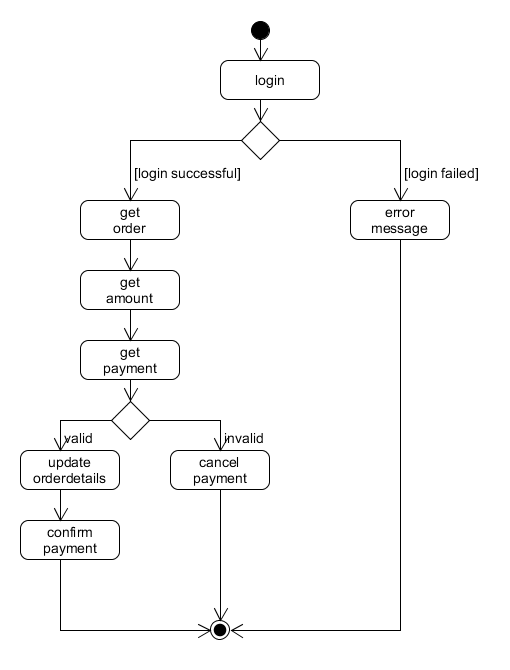 login
[login successful]
[login failed]
get
order
error
message
get
amount
get
payment
valid
invalid
update
orderdetails
cancel
payment
confirm
payment